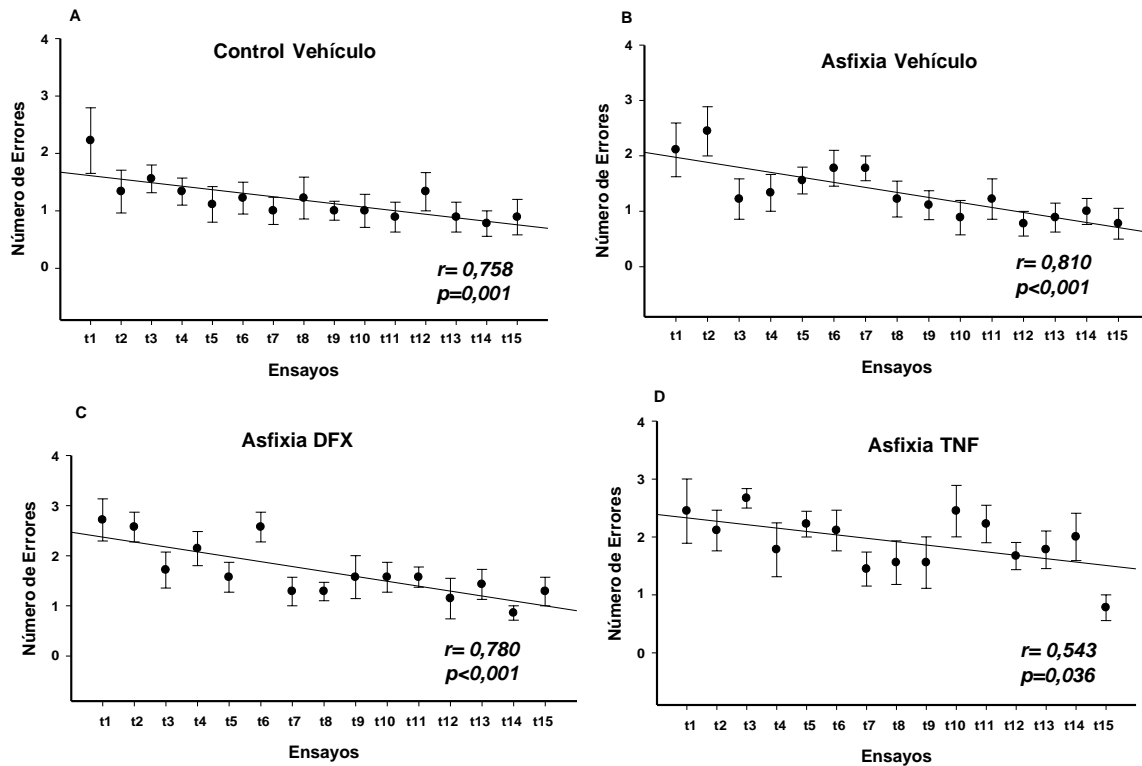 A
Control Vehículo
Número de Errores
4
3
2
1
0
r= 0,758
p=0,001
t1 t2 t3 t4 t5 t6 t7 t8 t9 t10 t11 t12 t13 t14 t15
Ensayos
B
Asfixia Vehículo
Número de Errores
4
3
2
1
0
r= 0,810
p<0,001
t1 t2 t3 t4 t5 t6 t7 t8 t9 t10 t11 t12 t13 t14 t15
Ensayos
C
Asfixia DFX
Número de Errores
4
3
2
1
0
r= 0,780
p<0,001
t1 t2 t3 t4 t5 t6 t7 t8 t9 t10 t11 t12 t13 t14 t15
Ensayos
D
Asfixia TNF
Número de Errores
4
3
2
1
0
r= 0,543
p=0,036
t1 t2 t3 t4 t5 t6 t7 t8 t9 t10 t11 t12 t13 t14 t15
Ensayos